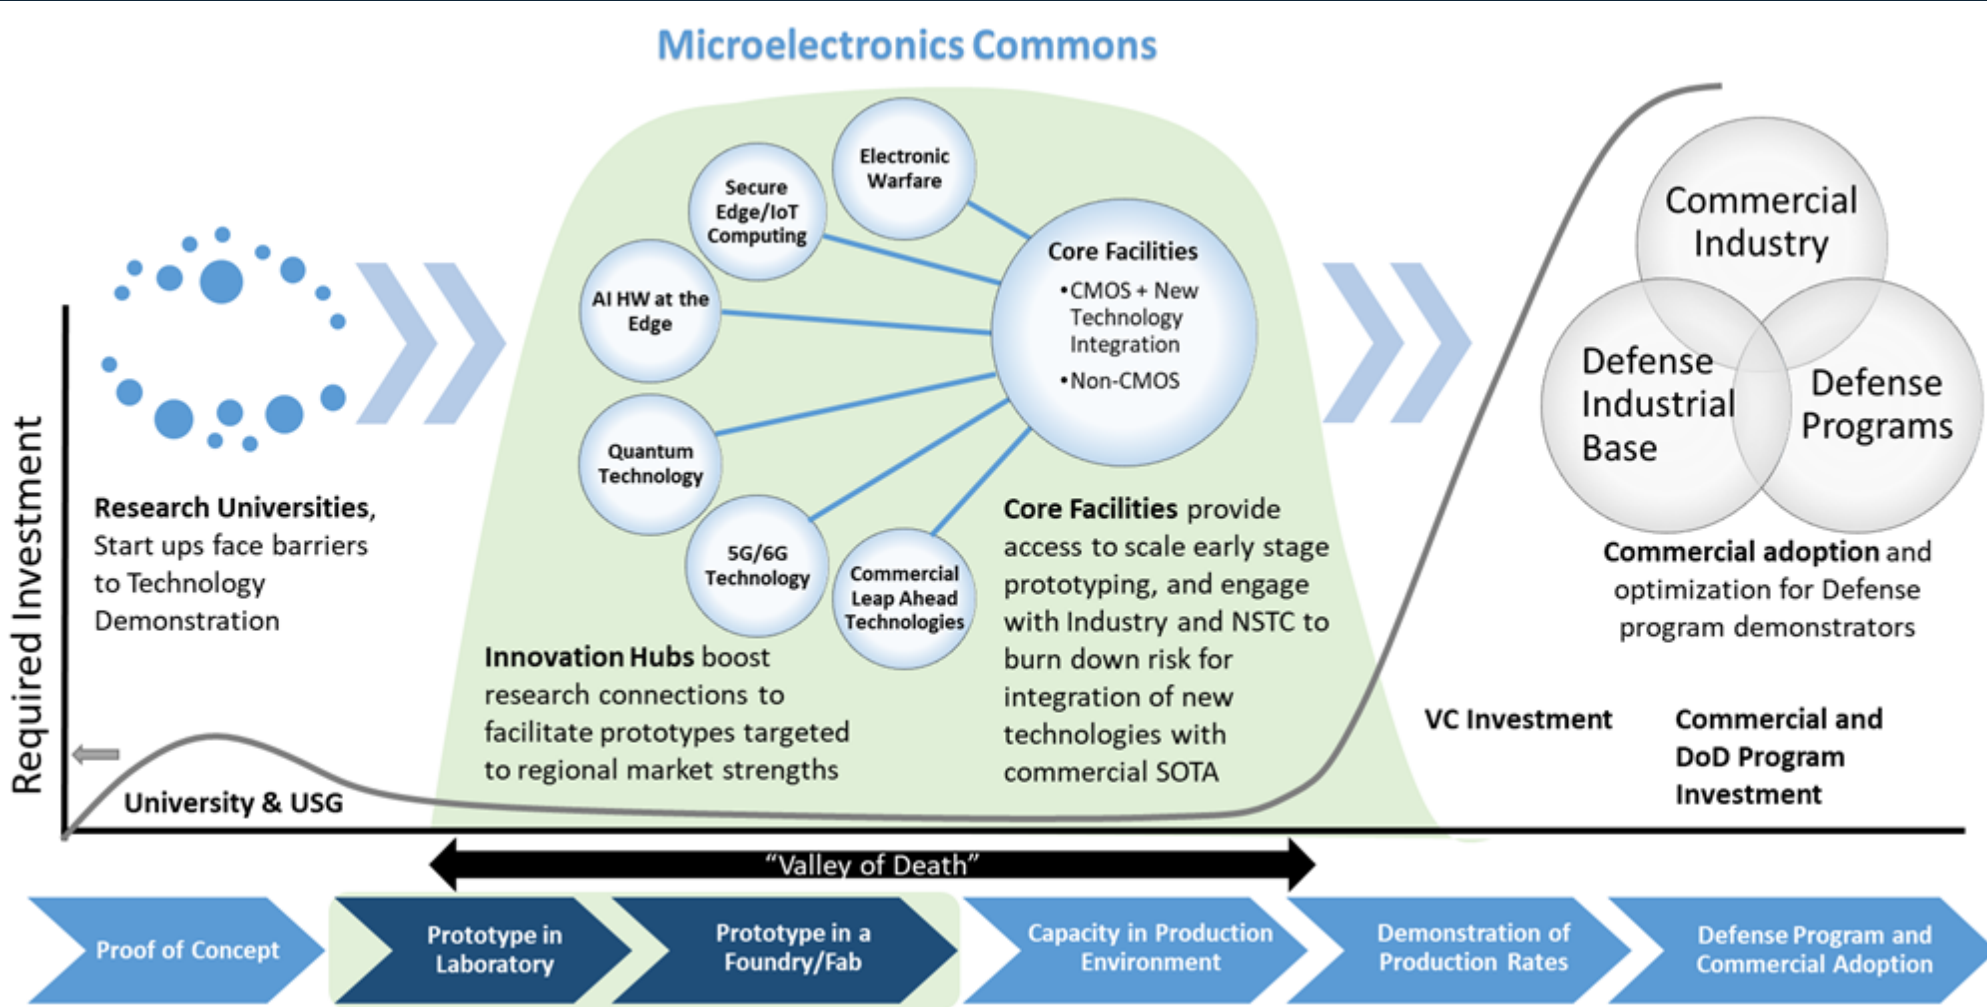 Microelectronics Commons
Electronic
Warfare
Secure
Edge/IoT
Computing
AI HW at the
Edge
Quantum
Technology
5G/6G
Technology
Commercial
Leap Ahead
Technologies
Core Facilities
•CMOS + New
Technology
Integration
•Non-CMOS
Commercial
Industry
Defense
Industrial
Base
Defense
Programs
Required Investment
Research Universities,
Start ups face barriers
to Technology
Demonstration
Innovation Hubs boost
research connections to
facilitate prototypes targeted
to regional market strengths
Core Facilities provide
access to scale early stage
prototyping, and engage
with Industry and NSTC to
burn down risk for
integration of new
technologies with
commercial SOTA
Commercial adoption and
optimization for Defense
program demonstrators
University & USG
VC Investment
Commercial and
DoD Program
Investment
“Valley of Death”
Proof of Concept
Prototype in
Laboratory
Prototype in a
Foundry/Fab
Capacity in Production
Environment
Demonstration of
Production Rates
Defense Program and
Commercial Adoption